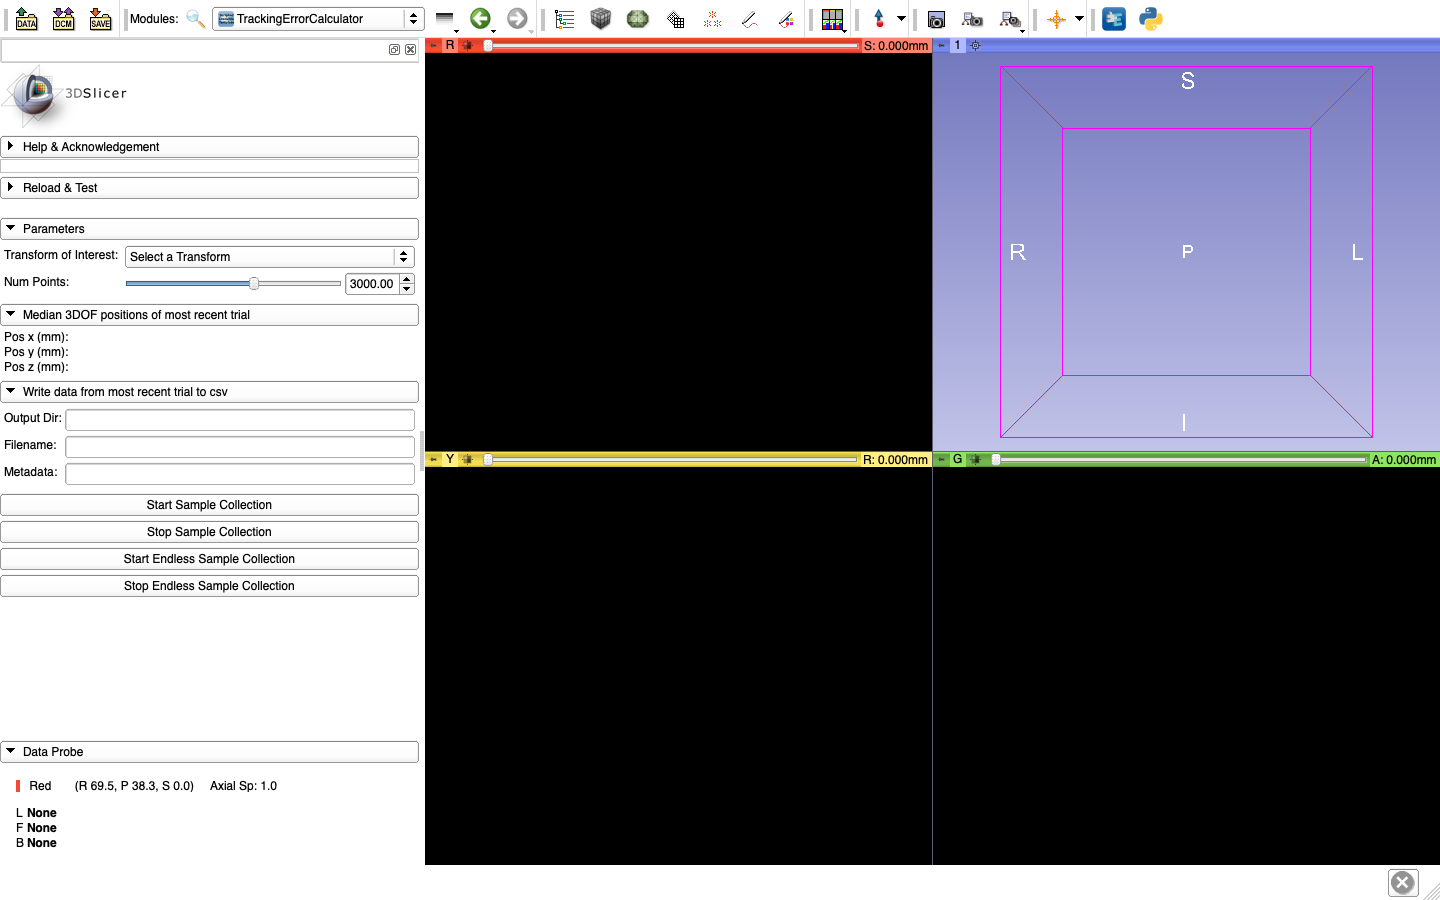 DATA DCM SAVE Modules: TrackingErrorCalculator
R S: 0.000mm 1
3DSlicer
Help & Acknowledgement
Reload & Test
Parameters
Transform of Interest: Select a Transform
Num Points: 3000.00
Median 3DOF positions of most recent trial
Pos x (mm):
Pos y (mm):
Pos z (mm):
Write data from most recent trial to csv
Output Dir:
Filename:
Metadata:
Start Sample Collection
Stop Sample Collection
Start Endless Sample Collection
Stop Endless Sample Collection
Data Probe
Red (R 69.5, P 38.3, S 0.0) Axial Sp: 1.0
L None
F None
B None
S
R P L
I
Y R: 0.000mm G A: 0.000mm